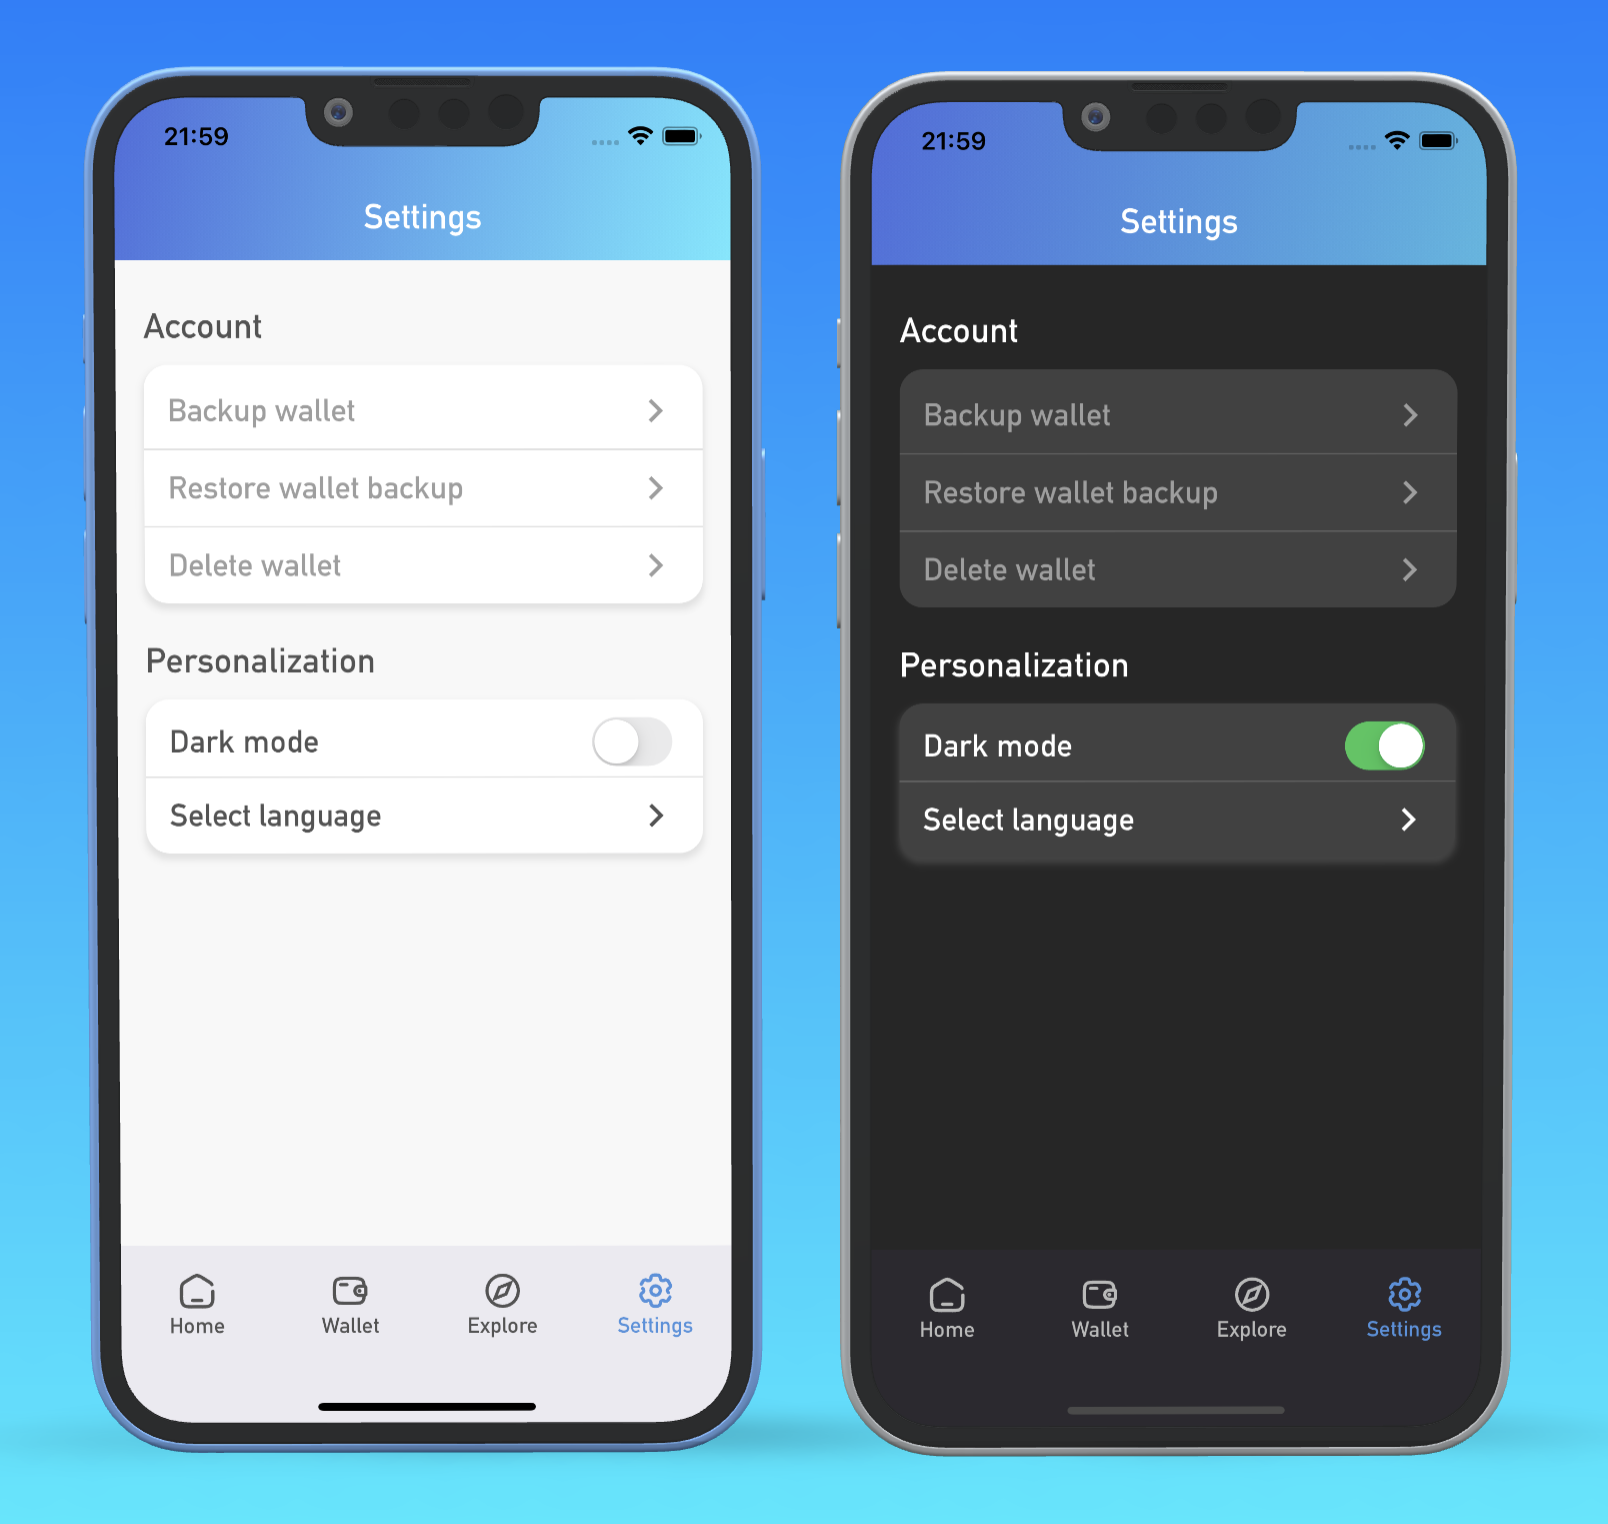 21:59
Settings
Account
Backup wallet
Restore wallet backup
Delete wallet
Personalization
Dark mode
Select language
Home
Wallet
Explore
Settings
21:59
Settings
Account
Backup wallet
Restore wallet backup
Delete wallet
Personalization
Dark mode
Select language
Home
Wallet
Explore
Settings